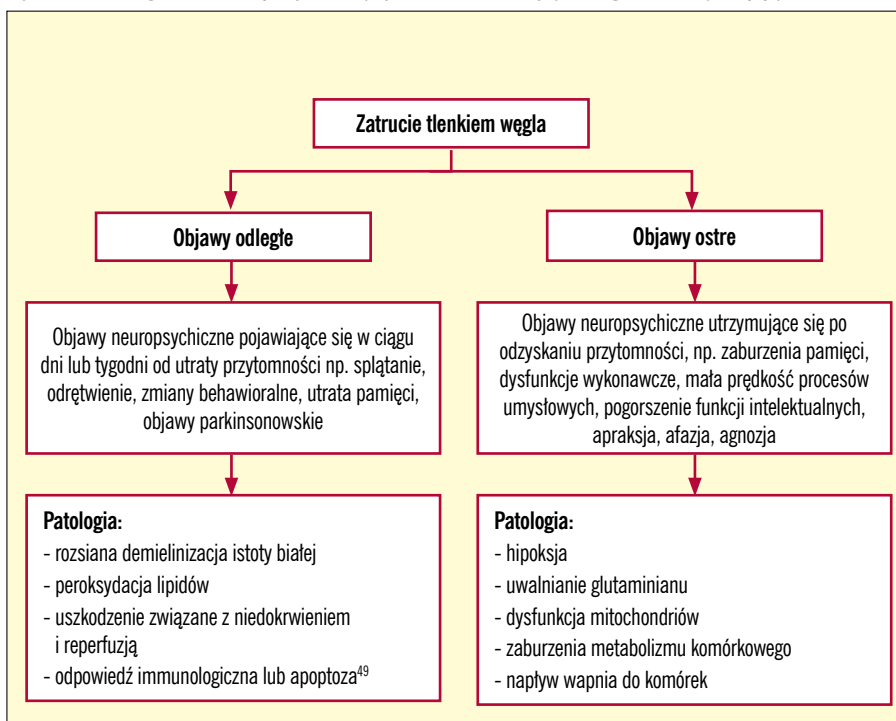 Zatrucie tlenkiem węgla
Objawy odległe
Objawy neuropsychiczne pojawiające się w ciągu
dni lub tygodni od utraty przytomności np. splątanie,
odrętwienie, zmiany behawioralne, utrata pamięci,
objawy parkinsonowskie
Patologia:
- rozsiana demielinizacja istoty białej
- peroksydacja lipidów
- uszkodzenie związane z niedokrwieniem
i reperfuzją
- odpowiedź immunologiczna lub apoptoza⁴⁹
Objawy ostre
Objawy neuropsychiczne utrzymujące się po
odzyskaniu przytomności, np. zaburzenia pamięci,
dysfunkcje wykonawcze, mała prędkość procesów
umysłowych, pogorszenie funkcji intelektualnych,
apraksja, afazja, agnozja
Patologia:
- hipoksja
- uwalnianie glutaminianu
- dysfunkcja mitochondriów
- zaburzenia metabolizmu komórkowego
- napływ wapnia do komórek